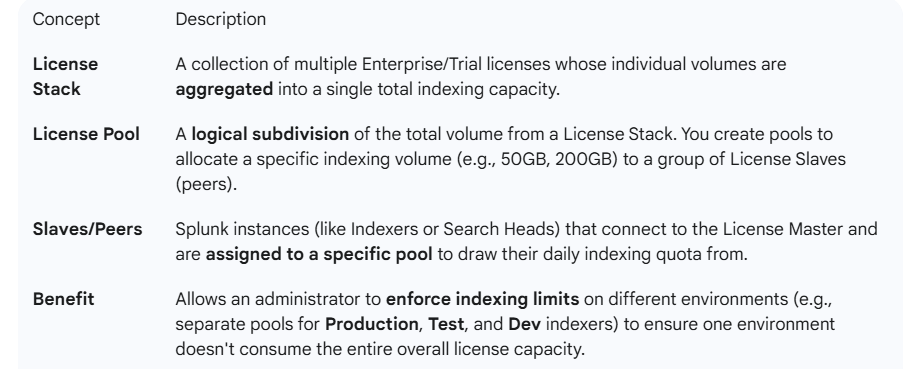 Concept Description
License Stack A collection of multiple Enterprise/Trial licenses whose individual volumes are
aggregated into a single total indexing capacity.
License Pool A logical subdivision of the total volume from a License Stack. You create pools to
allocate a specific indexing volume (e.g., 50GB, 200GB) to a group of License Slaves
(peers).
Slaves/Peers Splunk instances (like Indexers or Search Heads) that connect to the License Master and
are assigned to a specific pool to draw their daily indexing quota from.
Benefit Allows an administrator to enforce indexing limits on different environments (e.g.,
separate pools for Production, Test, and Dev indexers) to ensure one environment
doesn't consume the entire overall license capacity.